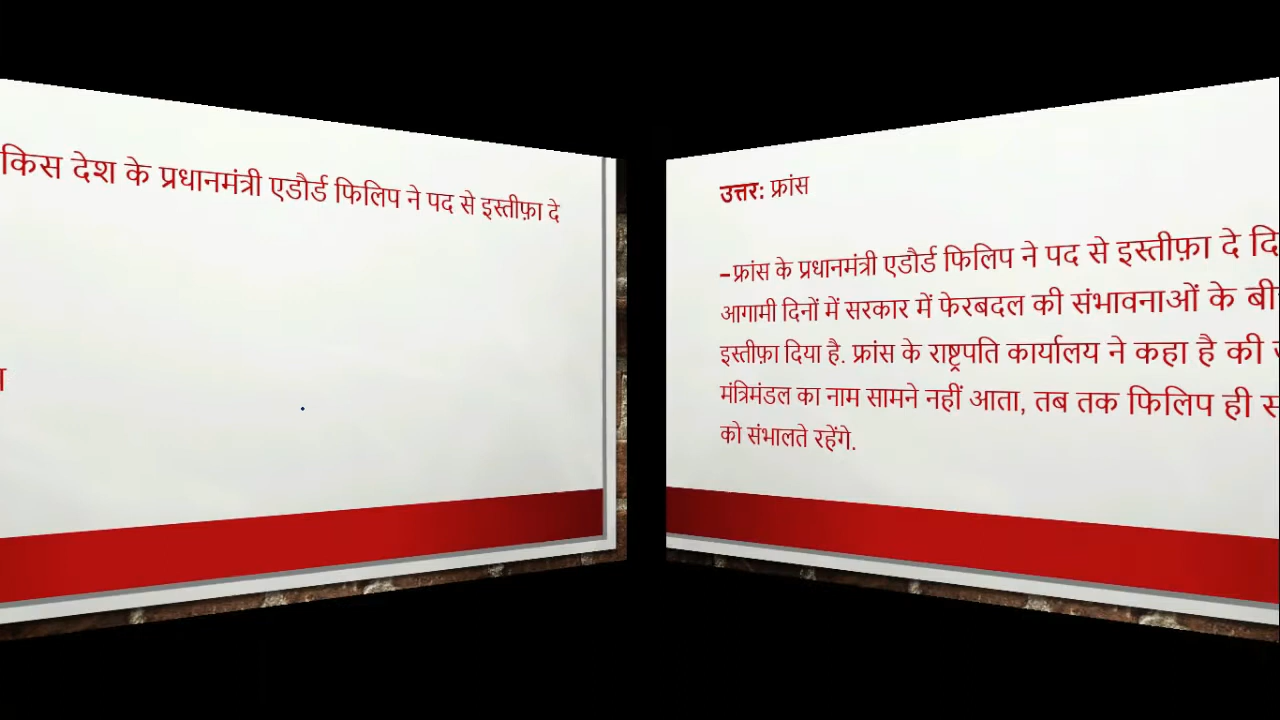 किस देश के प्रधानमंत्री एडौर्ड फिलिप ने पद से इस्तीफ़ा दे
उत्तर: फ्रांस
–फ्रांस के प्रधानमंत्री एडौर्ड फिलिप ने पद से इस्तीफ़ा दे दि
आगामी दिनों में सरकार में फेरबदल की संभावनाओं के बी
इस्तीफ़ा दिया है. फ्रांस के राष्ट्रपति कार्यालय ने कहा है की
मंत्रिमंडल का नाम सामने नहीं आता, तब तक फिलिप ही स
को संभालते रहेंगे.